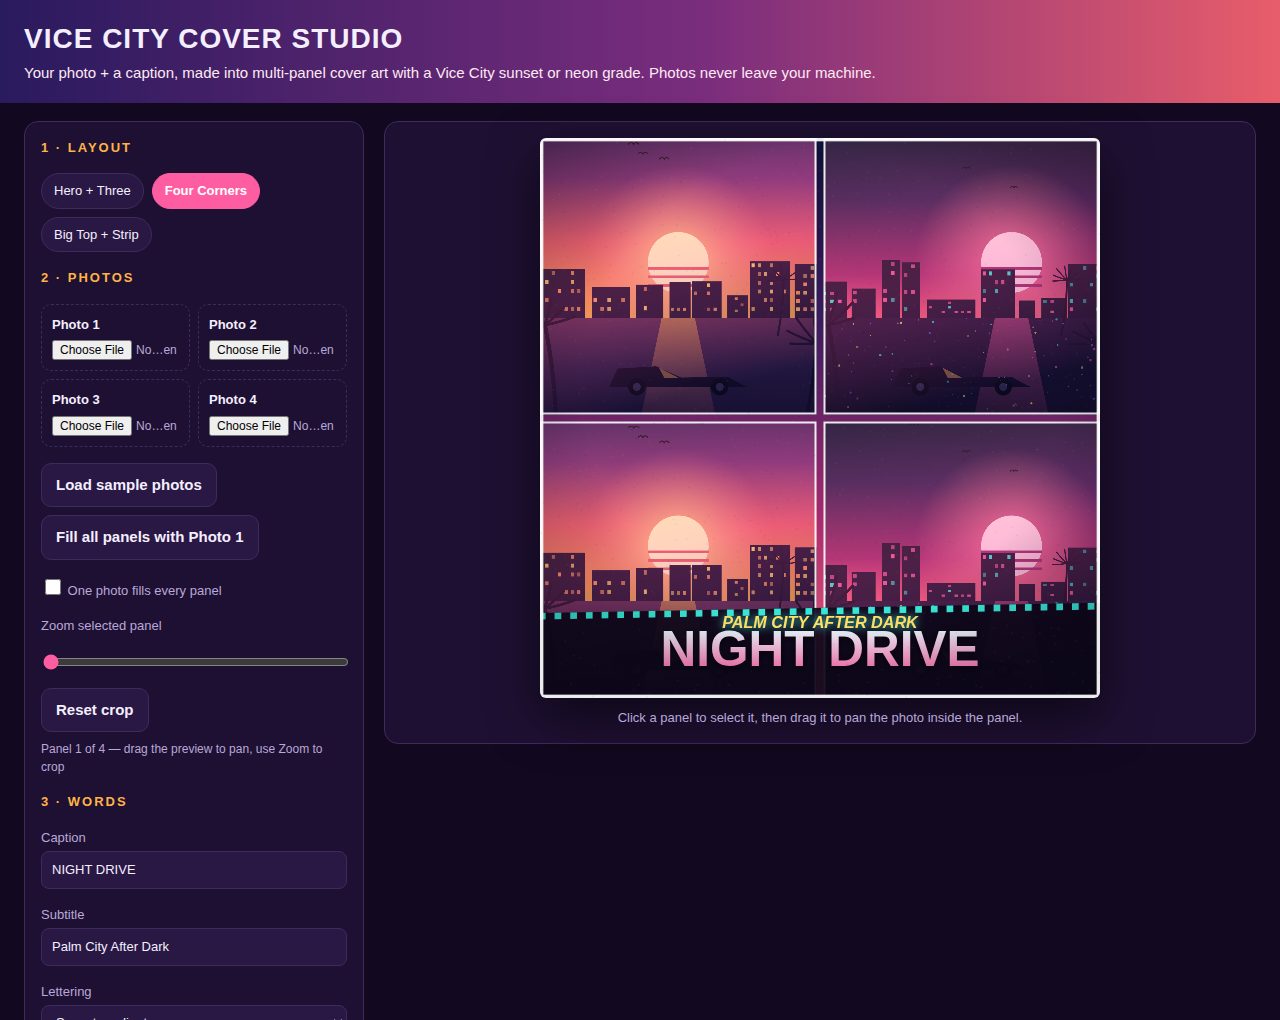 VICE CITY COVER STUDIO
Your photo + a caption, made into multi-panel cover art with a Vice City sunset or neon grade. Photos never leave your machine.
1 · LAYOUT
Hero + Three
Four Corners
Big Top + Strip
2 · PHOTOS
Photo 1
Choose File No…en
Photo 2
Choose File No…en
Photo 3
Choose File No…en
Photo 4
Choose File No…en
Load sample photos
Fill all panels with Photo 1
One photo fills every panel
Zoom selected panel
Reset crop
Panel 1 of 4 — drag the preview to pan, use Zoom to
crop
3 · WORDS
Caption
NIGHT DRIVE
Subtitle
Palm City After Dark
Lettering
PALM CITY AFTER DARK
NIGHT DRIVE
Click a panel to select it, then drag it to pan the photo inside the panel.